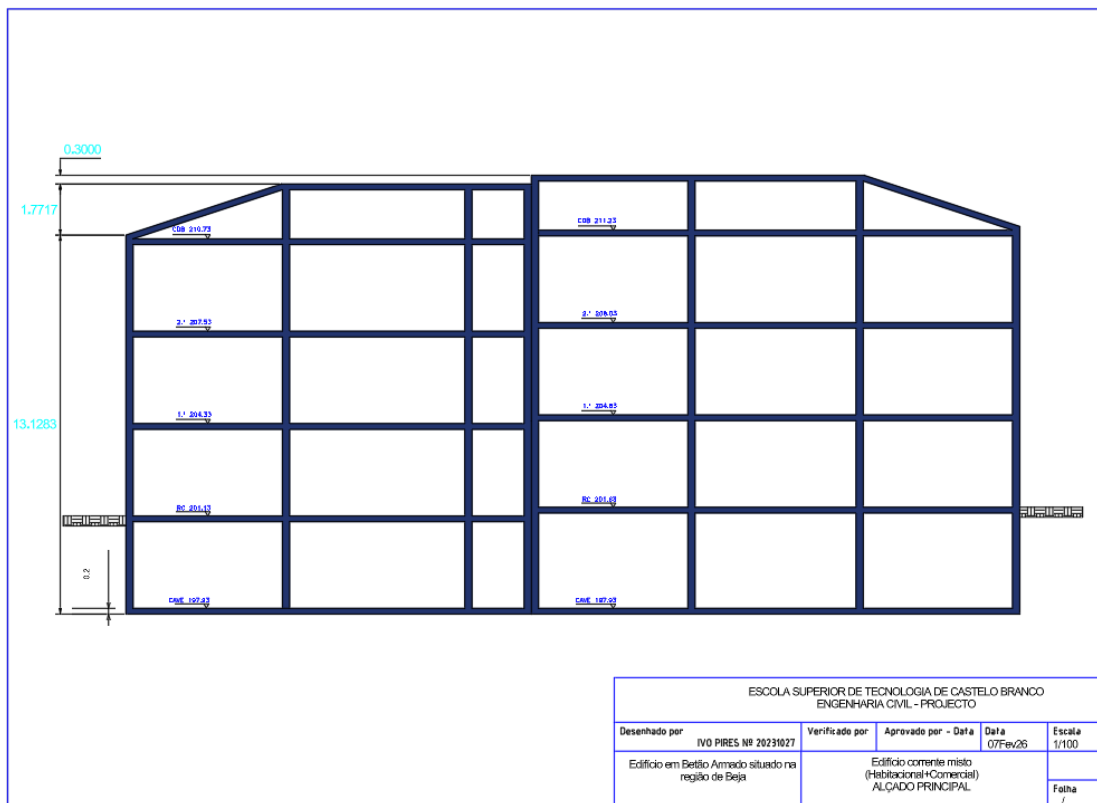 0.3000
1.7717
COB 211.23
COB 210.73
2.º 208.03
2.º 207.53
1.º 204.83
1.º 204.33
13.1283
RC 201.63
RC 201.13
0.2
CAVE 197.93
CAVE 197.93
ESCOLA SUPERIOR DE TECNOLOGIA DE CASTELO BRANCO
ENGENHARIA CIVIL - PROJECTO
Desenhado por
IVO PIRES Nº 20231027
Verificado por
Aprovado por - Data
Data
07Fev26
Escala
1/100
Edifício em Betão Armado situado na
região de Beja
Edifício corrente misto
(Habitacional+Comercial)
ALÇADO PRINCIPAL
Folha
/